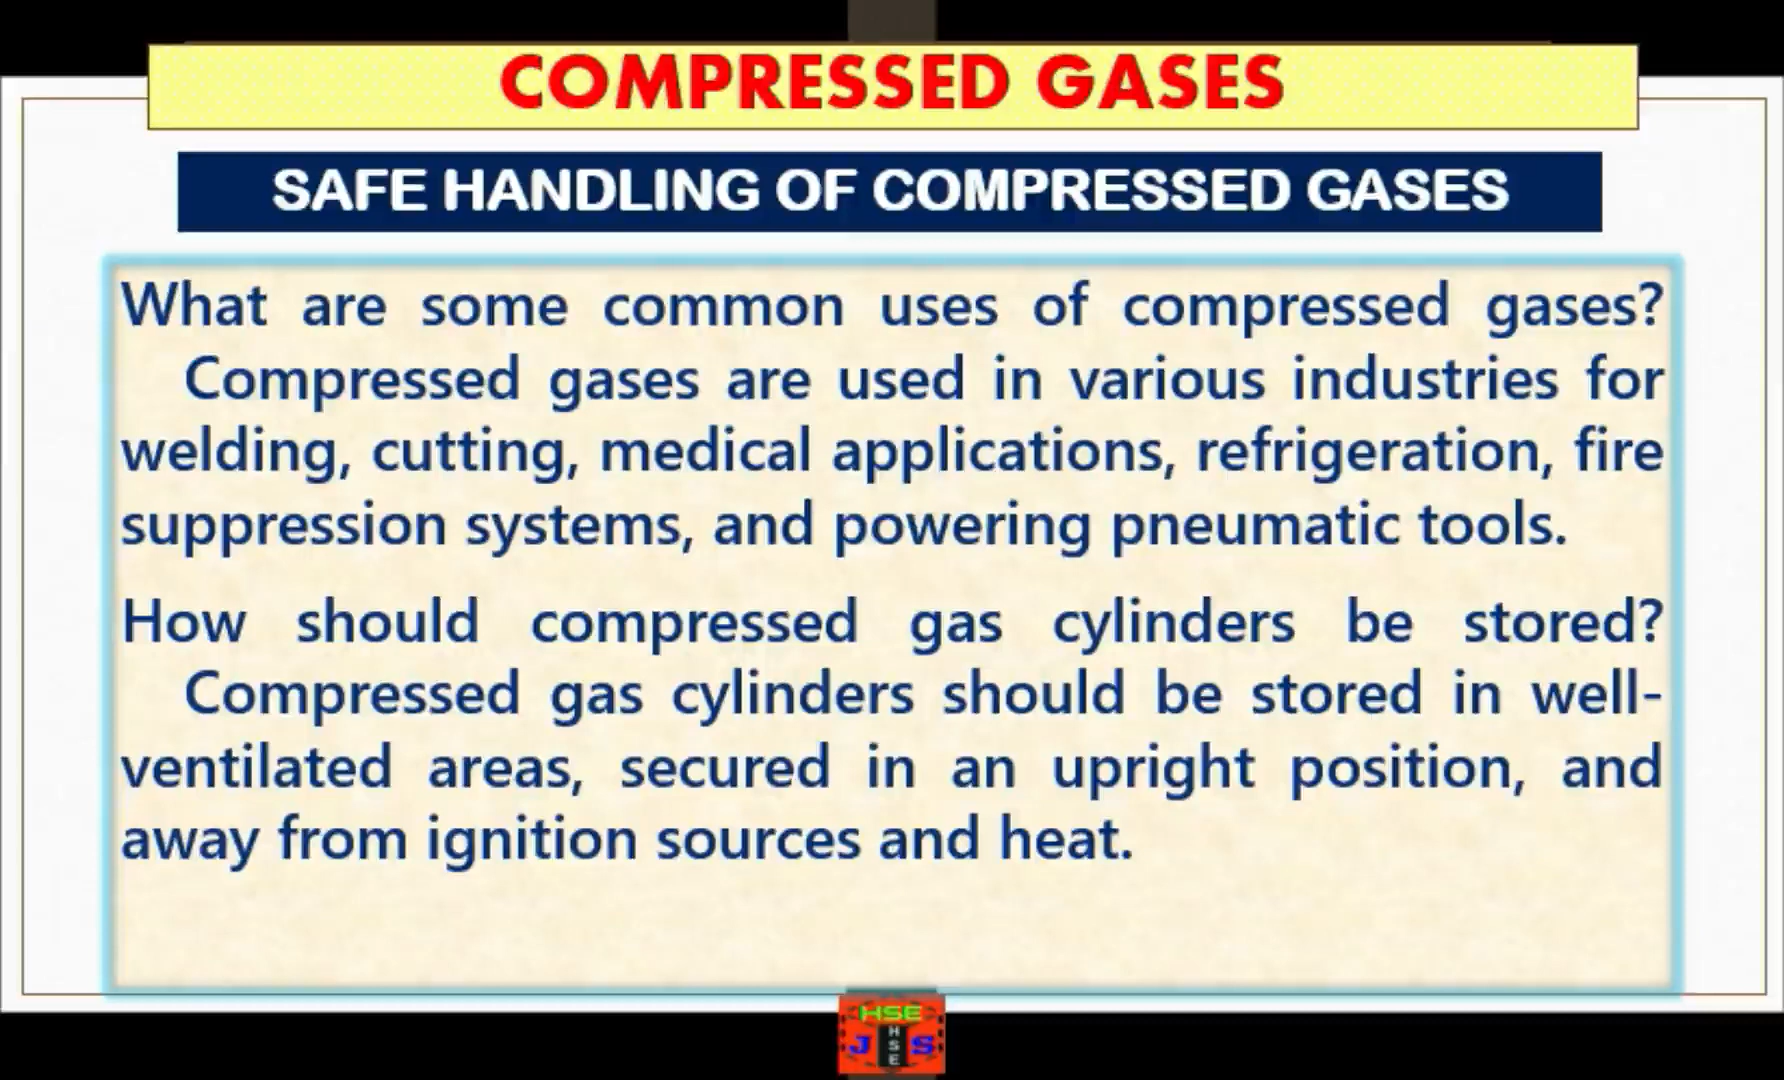 COMPRESSED GASES
SAFE HANDLING OF COMPRESSED GASES
What are some common uses of compressed gases?
Compressed gases are used in various industries for
welding, cutting, medical applications, refrigeration, fire
suppression systems, and powering pneumatic tools.
How should compressed gas cylinders be stored?
Compressed gas cylinders should be stored in well-
ventilated areas, secured in an upright position, and
away from ignition sources and heat.
HSE
J HSE S